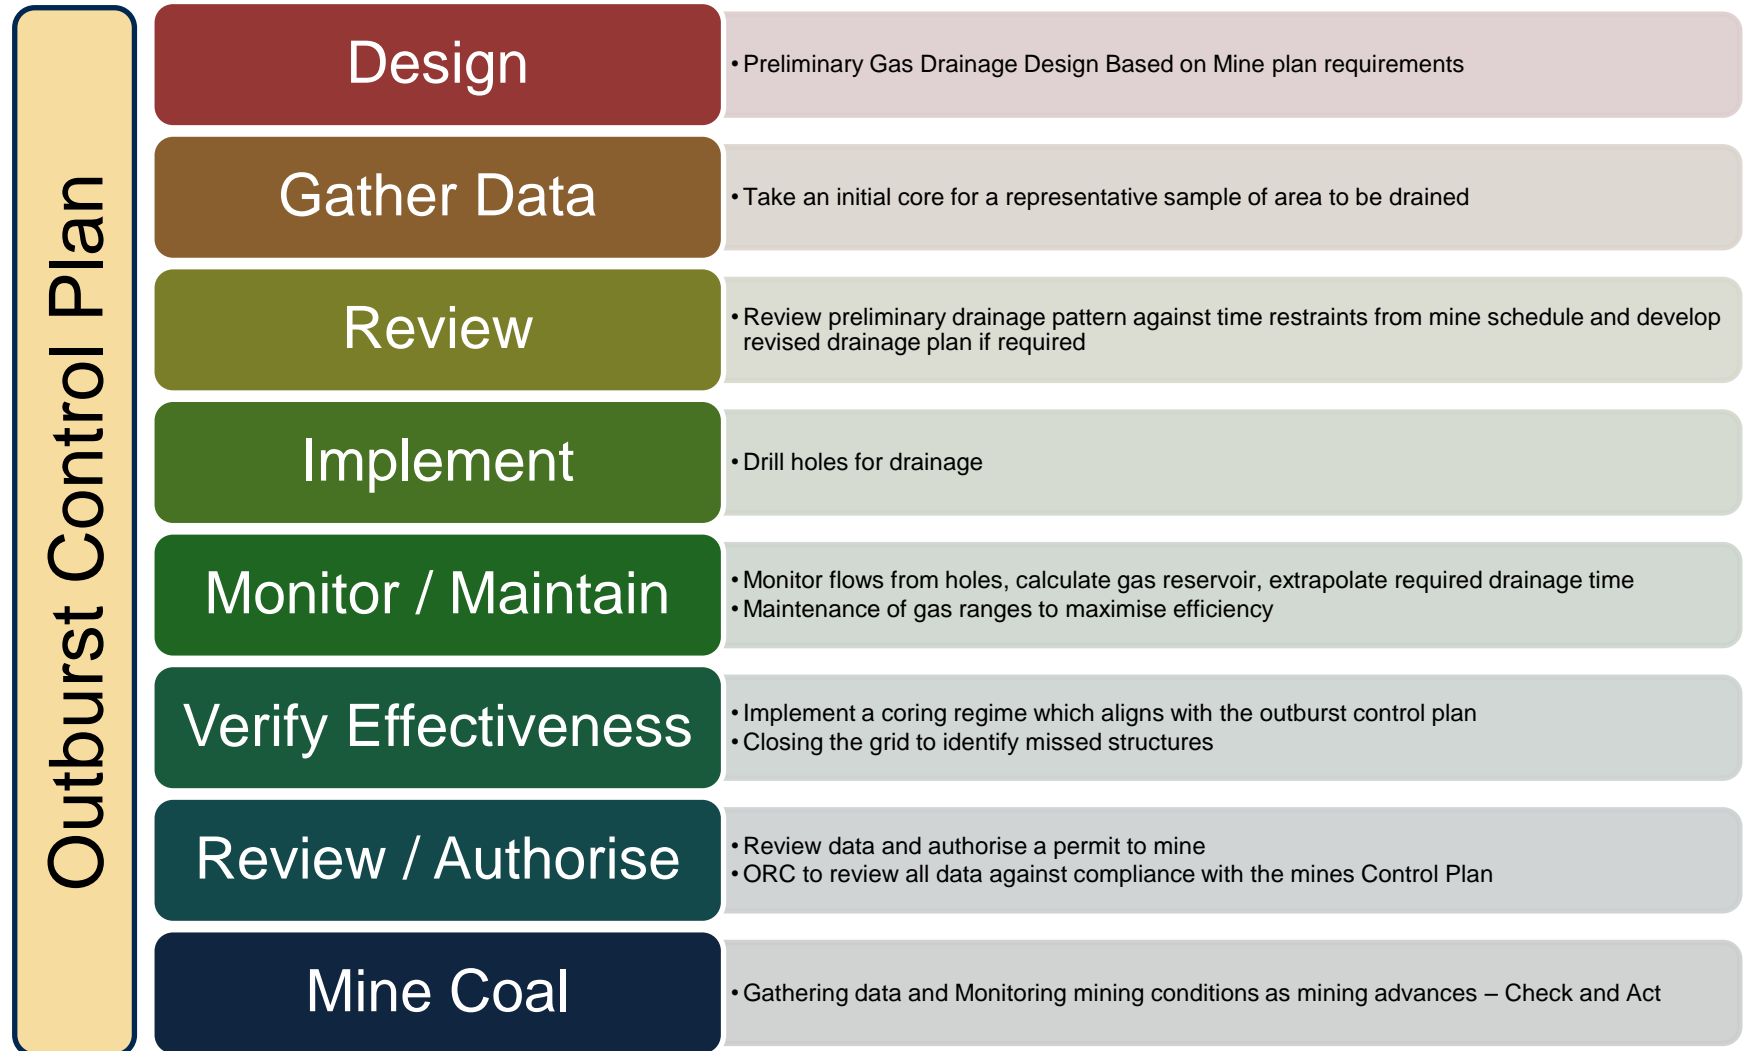 Outburst Control Plan
Design
• Preliminary Gas Drainage Design Based on Mine plan requirements
Gather Data
• Take an initial core for a representative sample of area to be drained
Review
• Review preliminary drainage pattern against time restraints from mine schedule and develop
revised drainage plan if required
Implement
• Drill holes for drainage
Monitor / Maintain
• Monitor flows from holes, calculate gas reservoir, extrapolate required drainage time
• Maintenance of gas ranges to maximise efficiency
Verify Effectiveness
• Implement a coring regime which aligns with the outburst control plan
• Closing the grid to identify missed structures
Review / Authorise
• Review data and authorise a permit to mine
• ORC to review all data against compliance with the mines Control Plan
Mine Coal
• Gathering data and Monitoring mining conditions as mining advances – Check and Act